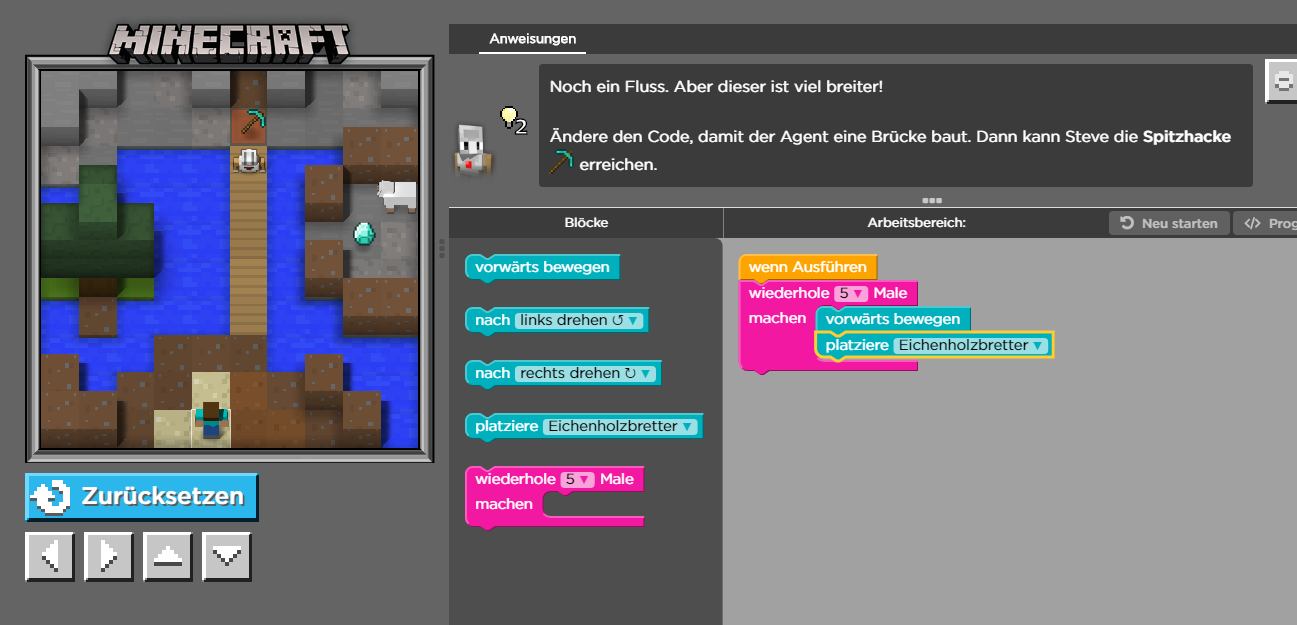 MINECRAFT
Anweisungen
Noch ein Fluss. Aber dieser ist viel breiter!
2
Ändere den Code, damit der Agent eine Brücke baut. Dann kann Steve die Spitzhacke
erreichen.
Blöcke
Arbeitsbereich:
Neu starten
</> Prog
vorwärts bewegen
nach links drehen ↺ ▼
nach rechts drehen ↻ ▼
platziere Eichenholzbretter ▼
wiederhole 5 ▼ Male
machen
wenn Ausführen
wiederhole 5 ▼ Male
machen vorwärts bewegen
platziere Eichenholzbretter ▼
Zurücksetzen